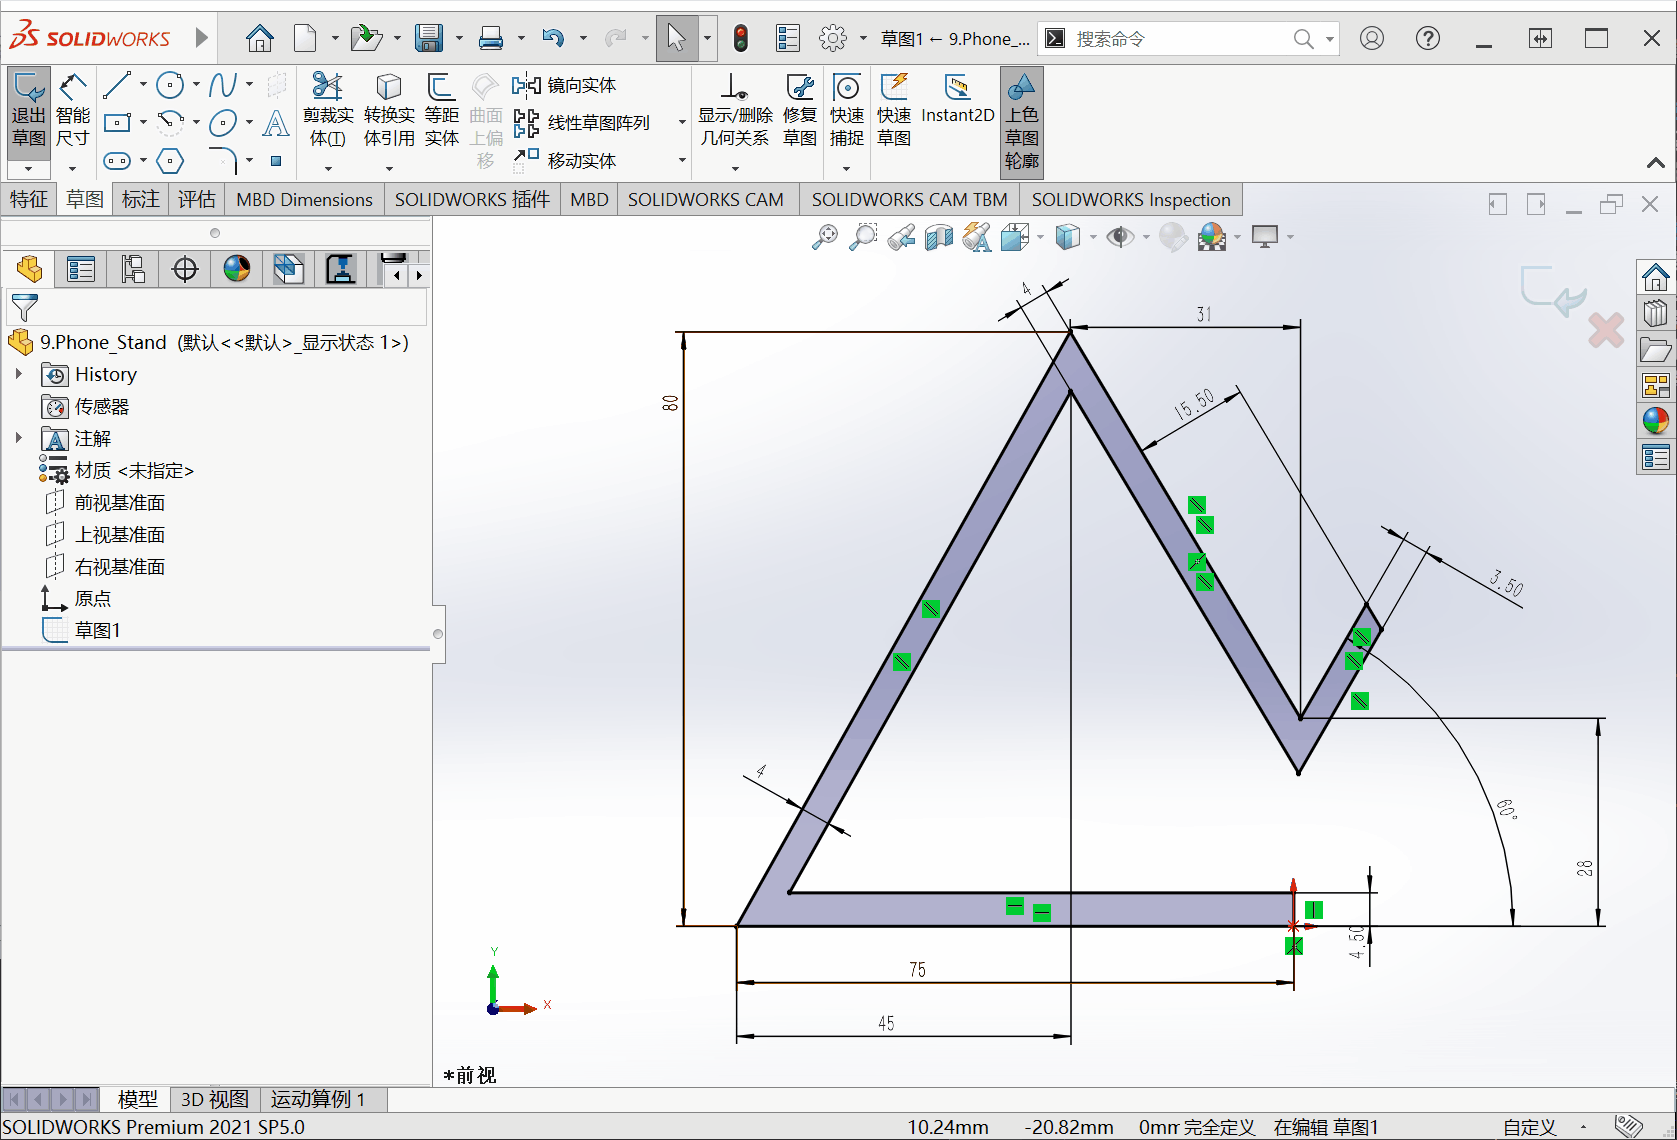 SOLIDWORKS
草图1 ← 9.Phone_...
搜索命令
退出草图
智能尺寸
剪裁实体(T)
转换实体引用
等距实体
曲面上偏移
镜向实体
线性草图阵列
移动实体
显示/删除几何关系
修复草图
快速捕捉
快速草图
Instant2D
上色草图轮廓
特征 草图 标注 评估 MBD Dimensions SOLIDWORKS 插件 MBD SOLIDWORKS CAM SOLIDWORKS CAM TBM SOLIDWORKS Inspection
9.Phone_Stand (默认<<默认>_显示状态 1>)
History
传感器
注解
材质 <未指定>
前视基准面
上视基准面
右视基准面
原点
草图1
4
31
80
15.50
3.50
4
60°
28
4.50
75
45
Y
X
*前视
模型 3D 视图 运动算例 1
SOLIDWORKS Premium 2021 SP5.0 10.24mm -20.82mm 0mm 完全定义 在编辑 草图1 自定义